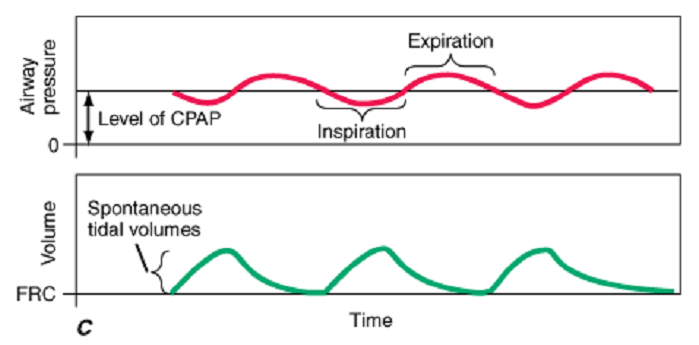 Expiration
Airway
pressure
Level of CPAP
Inspiration
0
Spontaneous
tidal volumes
Volume
FRC
C
Time